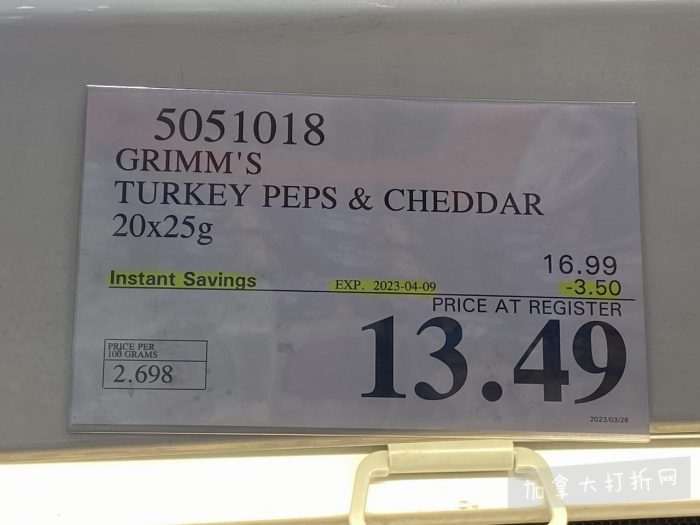 5051018
GRIMM'S
TURKEY PEPS & CHEDDAR
20x25g
16.99
Instant Savings EXP. 2023-04-09 -3.50
PRICE AT REGISTER
13.49
PRICE PER
100 GRAMS
2.698
2023/03/28
加拿大打折网